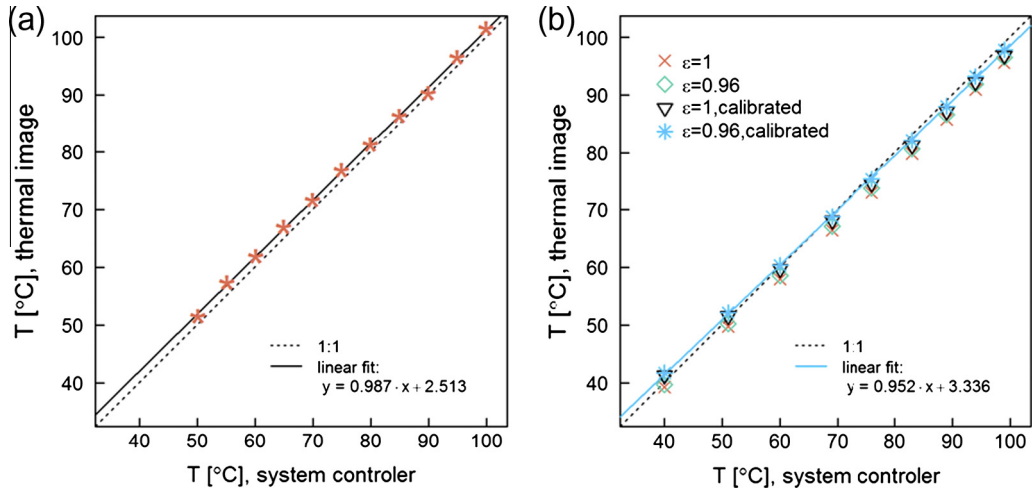 (a)
100
90
80
70
60
50
40
T [°C], thermal image
1:1
linear fit:
y = 0.987 · x + 2.513
40 50 60 70 80 90 100
T [°C], system controler
(b)
100
90
80
70
60
50
40
T [°C], thermal image
ε=1
ε=0.96
ε=1,calibrated
ε=0.96,calibrated
1:1
linear fit:
y = 0.952 · x + 3.336
40 50 60 70 80 90 100
T [°C], system controler